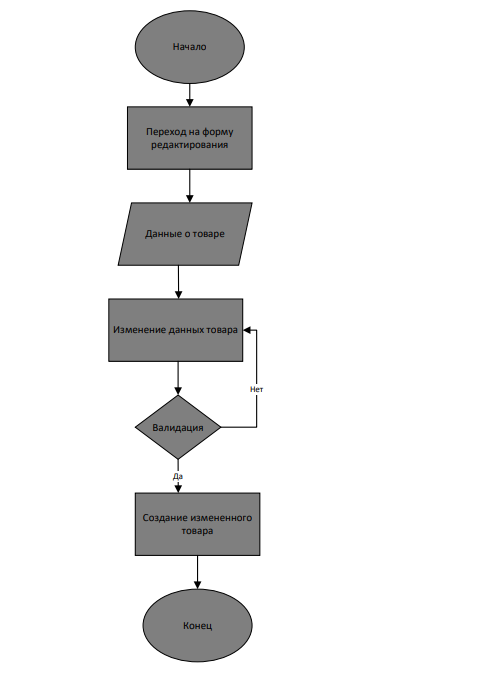 Начало
Переход на форму
редактирования
Данные о товаре
Изменение данных товара
Нет
Валидация
Да
Создание измененного
товара
Конец